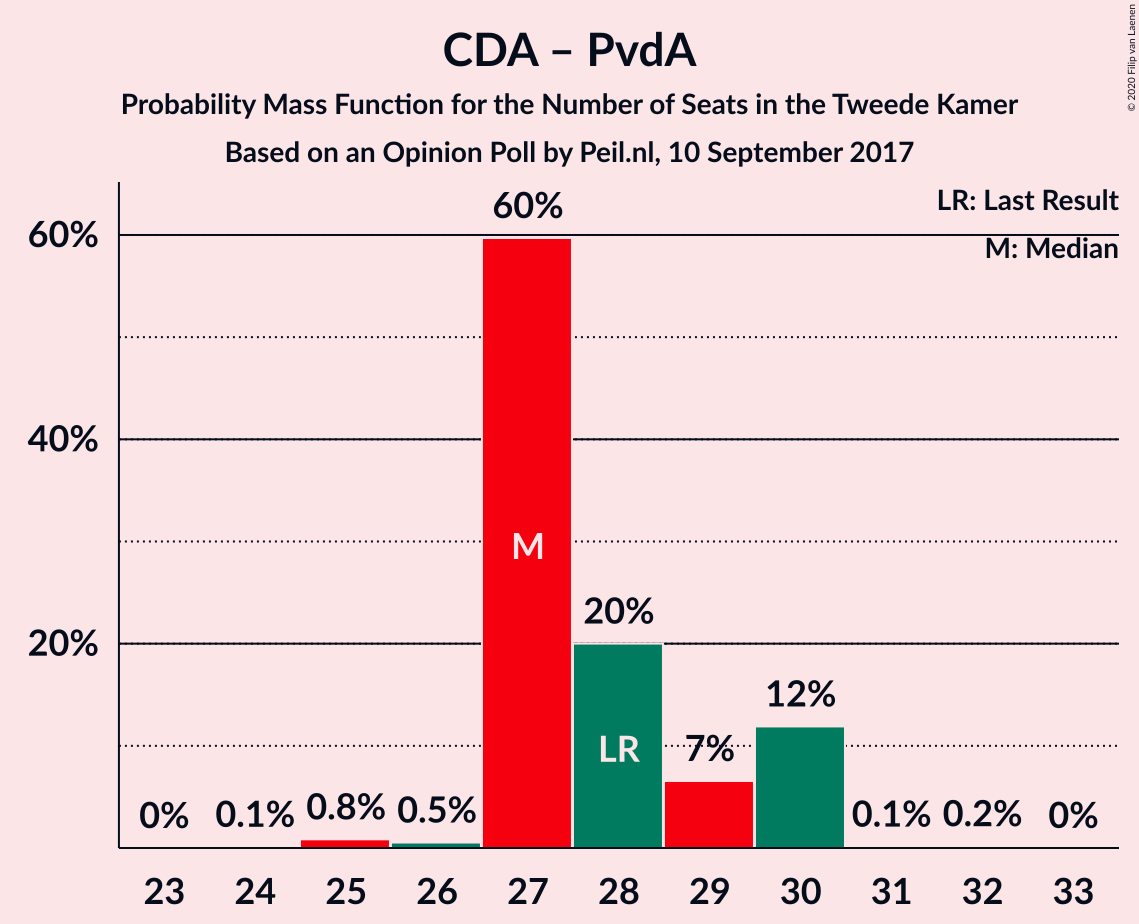 CDA – PvdA
Probability Mass Function for the Number of Seats in the Tweede Kamer
Based on an Opinion Poll by Peil.nl, 10 September 2017
© 2020 Filip van Laenen
LR: Last Result
M: Median
60%
40%
20%
0%
0.1%
0.8%
0.5%
60%
M
20%
LR
7%
12%
0.1%
0.2%
0%
23 24 25 26 27 28 29 30 31 32 33